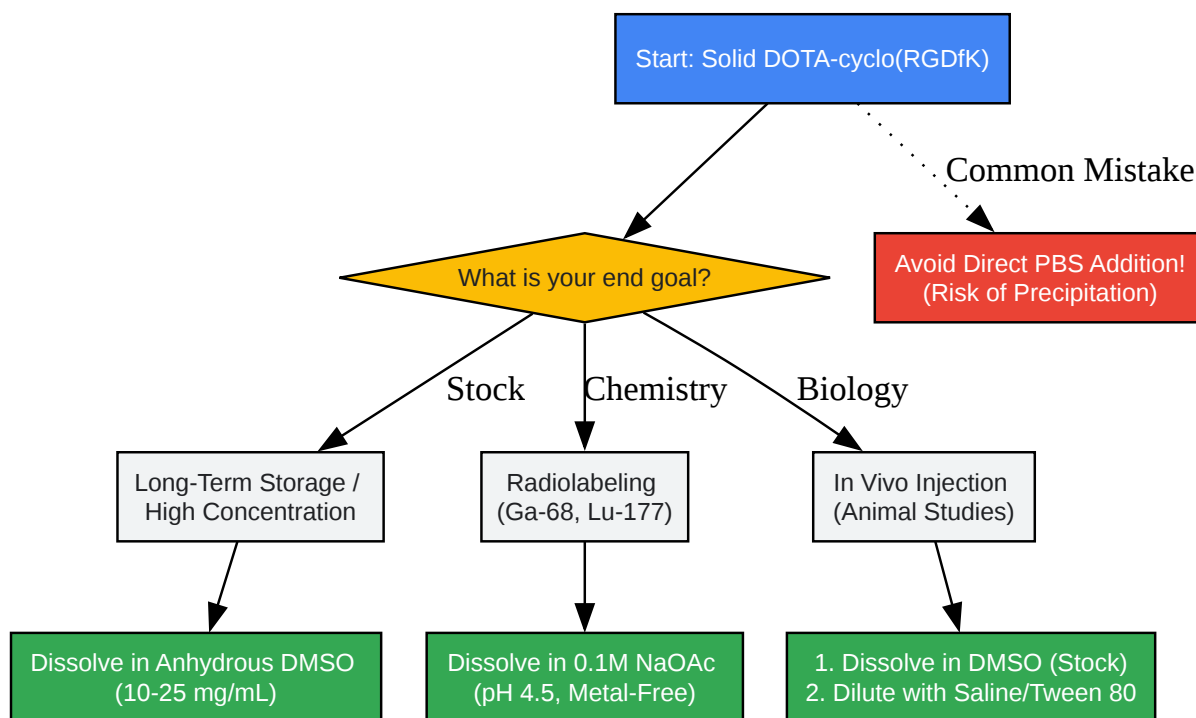 Start: Solid DOTA-cyclo(RGDfK)
Common Mistake
What is your end goal?
Avoid Direct PBS Addition!
(Risk of Precipitation)
Stock
Chemistry
Biology
Long-Term Storage /
High Concentration
Radiolabeling
(Ga-68, Lu-177)
In Vivo Injection
(Animal Studies)
Dissolve in Anhydrous DMSO
(10-25 mg/mL)
Dissolve in 0.1M NaOAc
(pH 4.5, Metal-Free)
1. Dissolve in DMSO (Stock)
2. Dilute with Saline/Tween 80